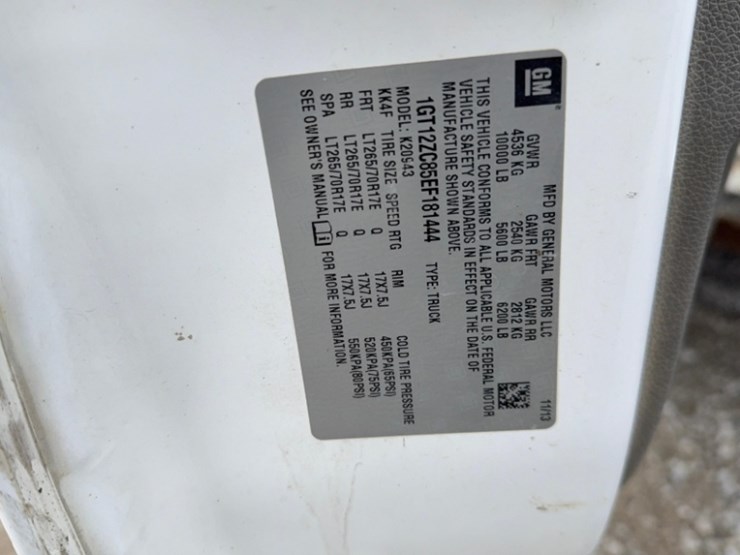 GM
MFD BY GENERAL MOTORS LLC 11/13
GVWR GAWR FRT GAWR RR
4536 KG 2540 KG 2812 KG
10000 LB 5600 LB 6200 LB
THIS VEHICLE CONFORMS TO ALL APPLICABLE U.S. FEDERAL MOTOR
VEHICLE SAFETY STANDARDS IN EFFECT ON THE DATE OF
MANUFACTURE SHOWN ABOVE.
1GT12ZC85EF181444 TYPE: TRUCK
MODEL: K20943
KK4F TIRE SIZE SPEED RTG RIM COLD TIRE PRESSURE
FRT LT265/70R17E Q 17X7.5J 450KPA(65PSI)
RR LT265/70R17E Q 17X7.5J 520KPA(75PSI)
SPA LT265/70R17E Q 17X7.5J 550KPA(80PSI)
SEE OWNER'S MANUAL FOR MORE INFORMATION.